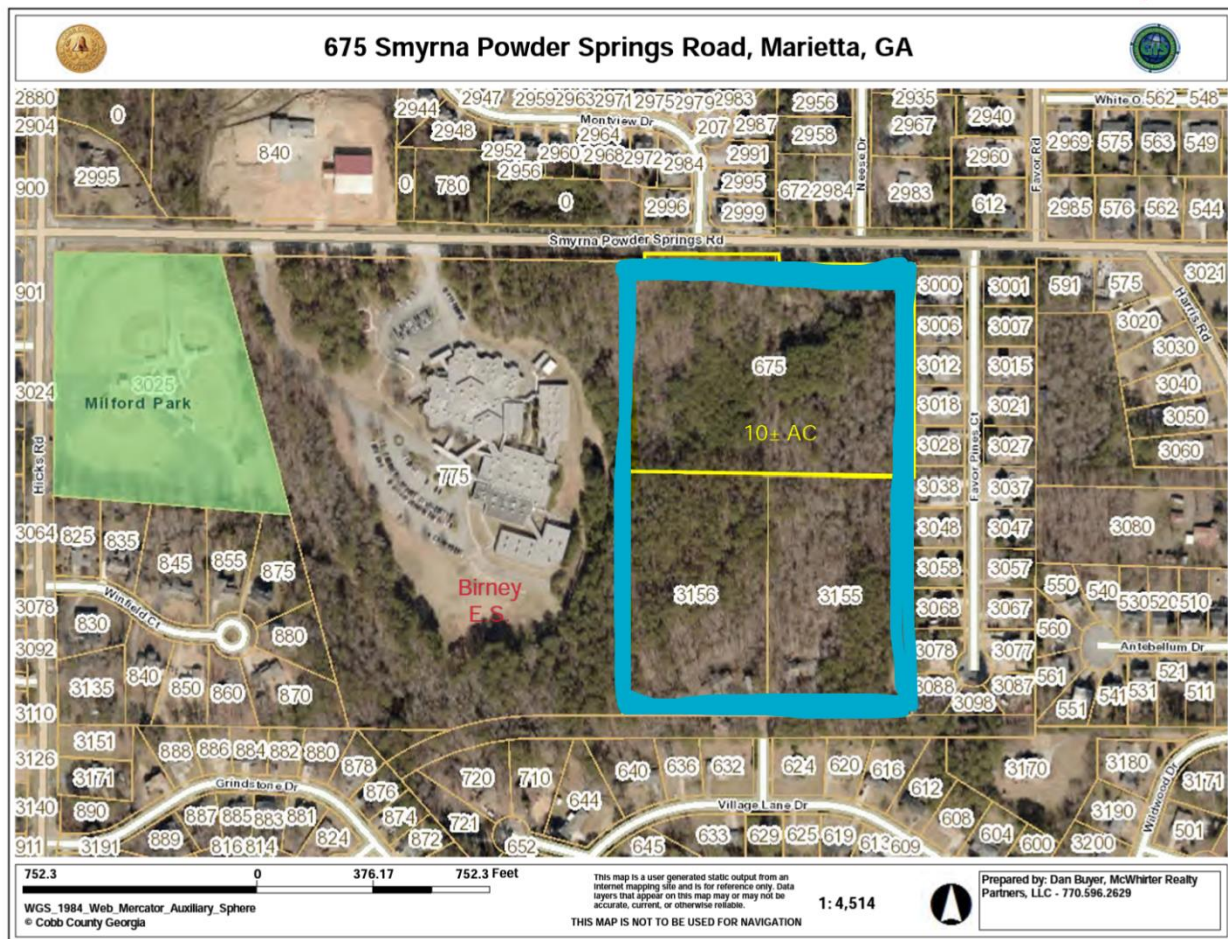 675 Smyrna Powder Springs Road, Marietta, GA
2880 0 2944 2947 2959 2963 2971 2975 2979 2983 2956 2935 2940 White O 562 548
2904 840 2948 Montview Dr 207 2987 2958 Neese Dr 2967 Favor Rd 2969 575 563 549
2995 2952 2960 2964 2968 2972 2984 2991 2960
900 0 780 2956 0 2996 2995 672 2984 2983 612 2985 576 562 544
2999
Smyrna Powder Springs Rd
901 3000 3001 591 575 Harris Rd 3021
3006 3007 3020
3024 3025 675 3012 3015 3030
Milford Park 3018 3021 3040
Hicks Rd 10± AC 3028 Favor Pines Ct 3027 3050
775 3060
3038 3037
3064 825 835 845 855 875 3048 3047 3080
Birney
E.S.
3156 3155 3058 3057
3078 Winfield Ct 3068 3067 550 540 530 520 510
830 880 560
3092 3078 3077 Antebellum Dr
3135 840 850 860 870 3088 3098 3087 561 551 541 531 521 511
3110
3126 3151 888 886 884 882 880 878 720 710 640 636 632 624 620 616 612 3170 3180 3171
3171 Grindstone Dr 876 644 Village Lane Dr Wildwood Dr
3140 890 887 885 883 881 874 721 608 3190
911 3191 889 816 814 824 872 652 645 633 629 625 619 613 609 604 600 3200 501
752.3 0 376.17 752.3 Feet
WGS_1984_Web_Mercator_Auxiliary_Sphere
© Cobb County Georgia
This map is a user generated static output from an
Internet mapping site and is for reference only. Data
layers that appear on this map may or may not be
accurate, current, or otherwise reliable.
THIS MAP IS NOT TO BE USED FOR NAVIGATION
1: 4,514
Prepared by: Dan Buyer, McWhirter Realty
Partners, LLC - 770.596.2629